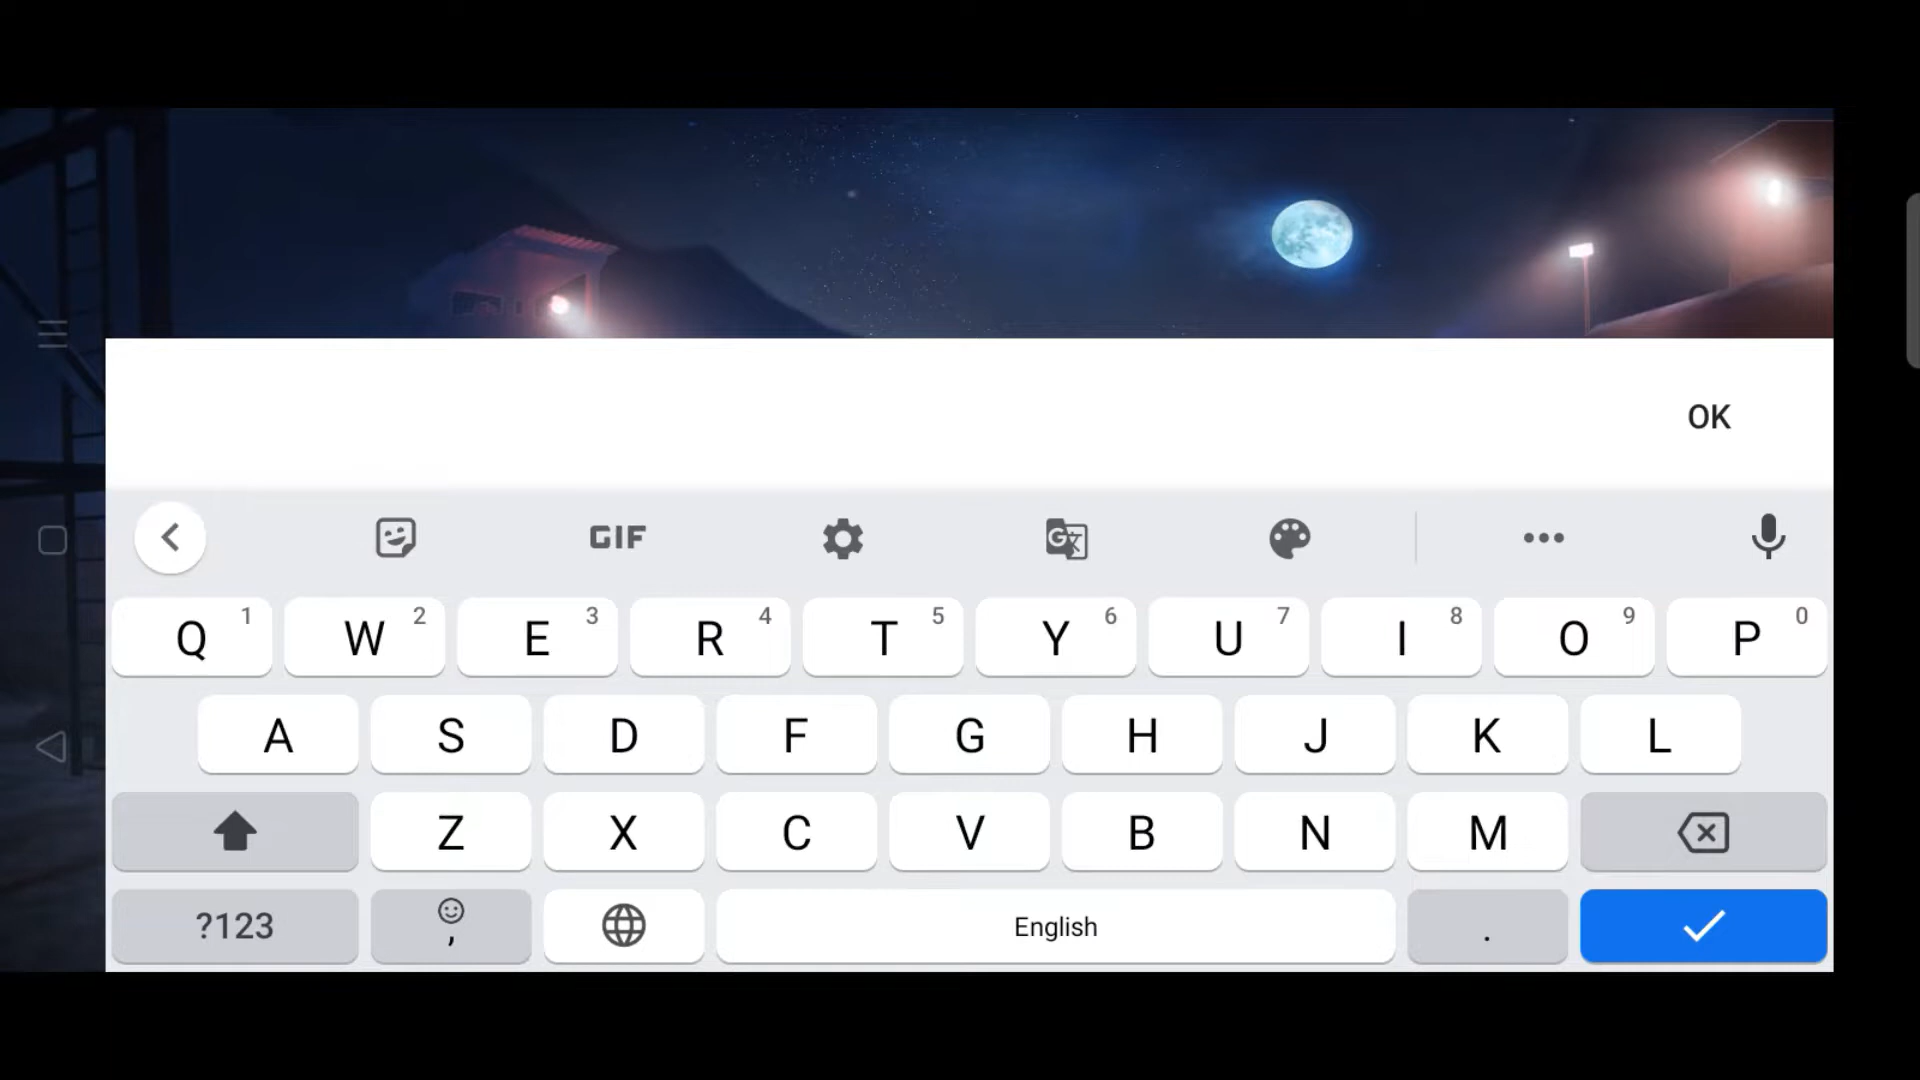 OK
GIF
Q 1 W 2 E 3 R 4 T 5 Y 6 U 7 I 8 O 9 P 0
A S D F G H J K L
Z X C V B N M
?123 , English .